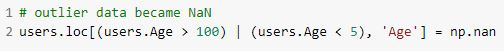 1 # outlier data became NaN
2 users.loc[(users.Age > 100) | (users.Age < 5), 'Age'] = np.nan